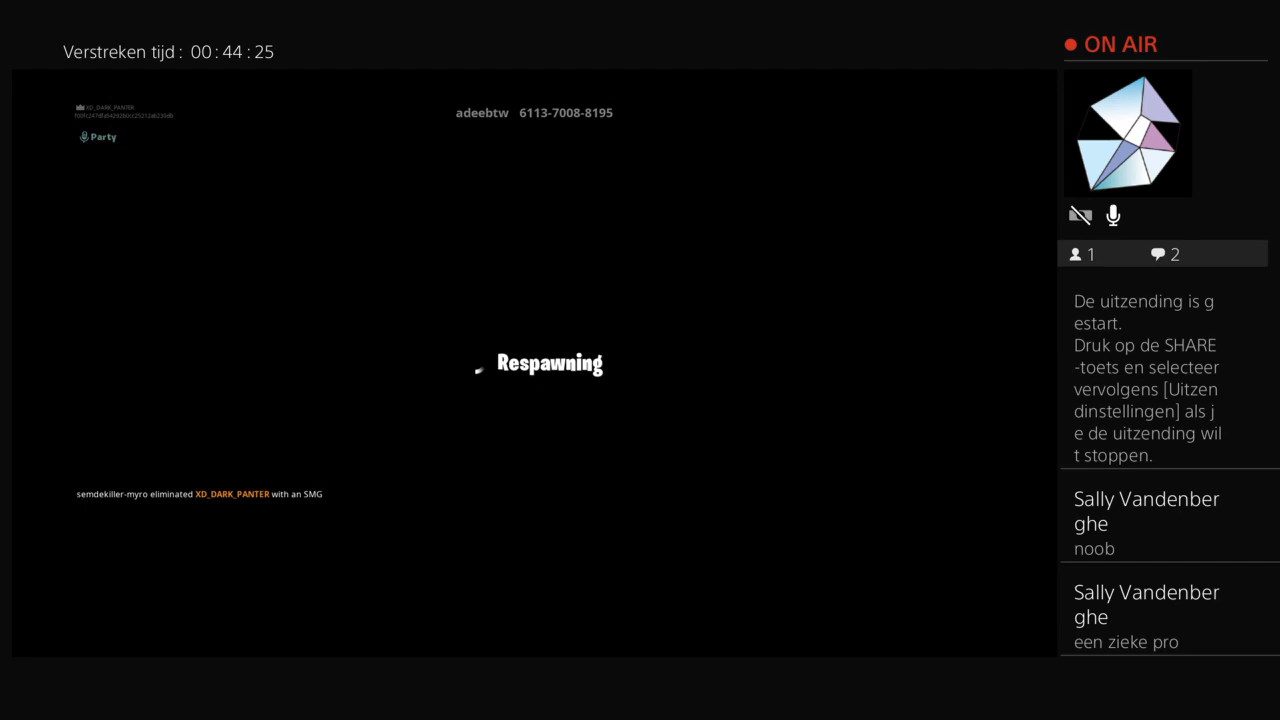 Verstreken tijd : 00 : 44 : 25
ON AIR
XD_DARK_PANTER
adeebtw 6113-7008-8195
Party
1 2
De uitzending is g
estart.
Druk op de SHARE
-toets en selecteer
vervolgens [Uitzen
dinstellingen] als j
e de uitzending wil
t stoppen.
Respawning
semdekiller-myro eliminated XD_DARK_PANTER with an SMG
Sally Vandenber
ghe
noob
Sally Vandenber
ghe
een zieke pro